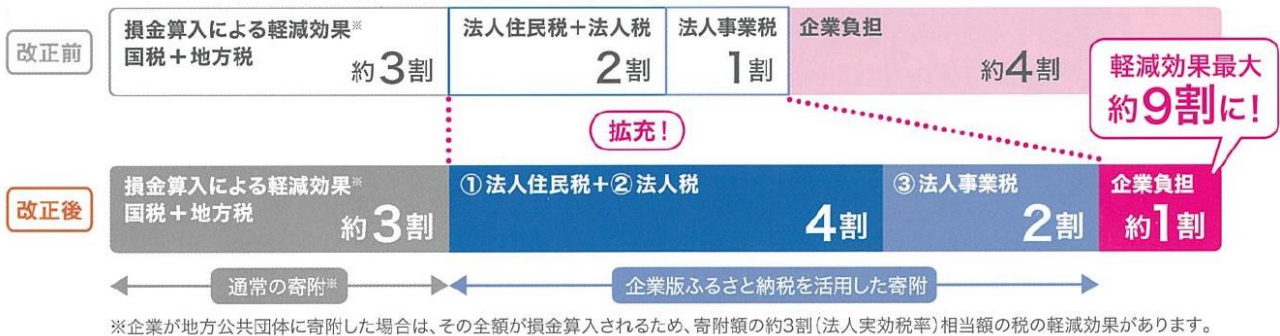 改正前
損金算入による軽減効果※
国税+地方税
約3割
法人住民税+法人税
2割
法人事業税
1割
企業負担
約4割
軽減効果最大
約9割に!
拡充!
改正後
損金算入による軽減効果※
国税+地方税
約3割
①法人住民税+②法人税
4割
③法人事業税
2割
企業負担
約1割
通常の寄附※
企業版ふるさと納税を活用した寄附
※企業が地方公共団体に寄附した場合は、その全額が損金算入されるため、寄附額の約3割(法人実効税率)相当額の税の軽減効果があります。